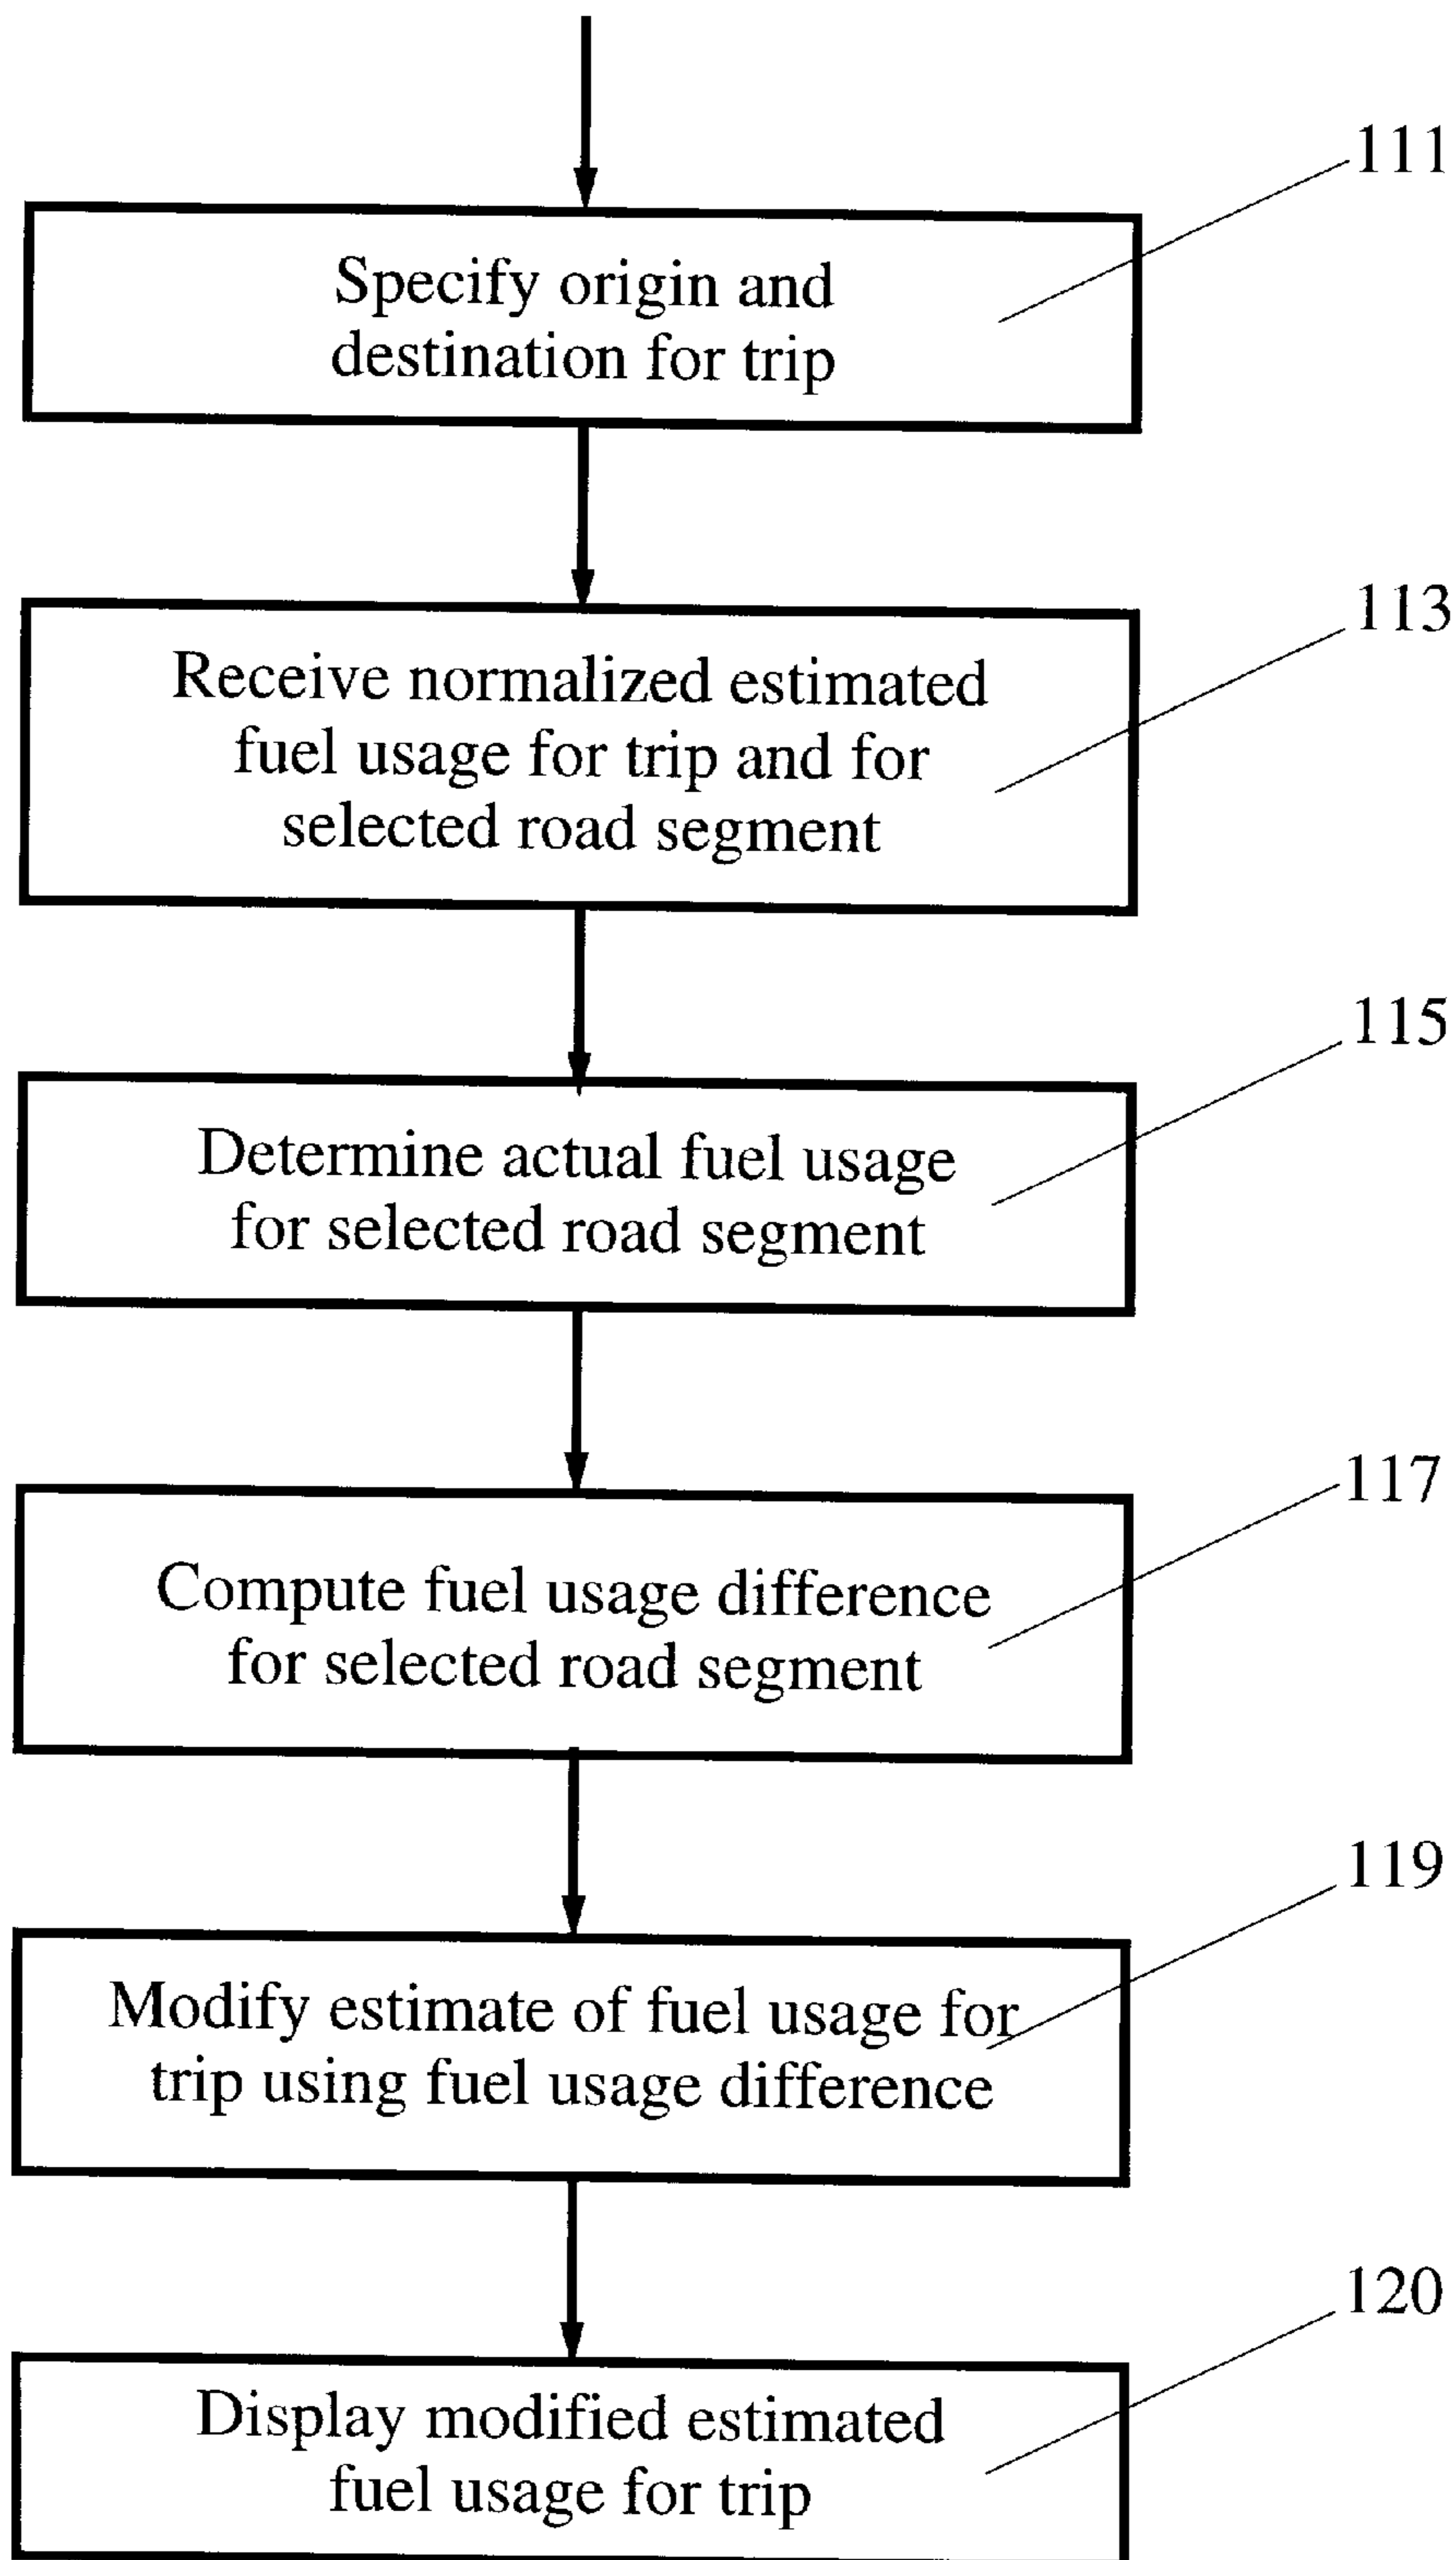 111
Specify origin and
destination for trip
113
Receive normalized estimated
fuel usage for trip and for
selected road segment
115
Determine actual fuel usage
for selected road segment
117
Compute fuel usage difference
for selected road segment
119
Modify estimate of fuel usage for
trip using fuel usage difference
120
Display modified estimated
fuel usage for trip